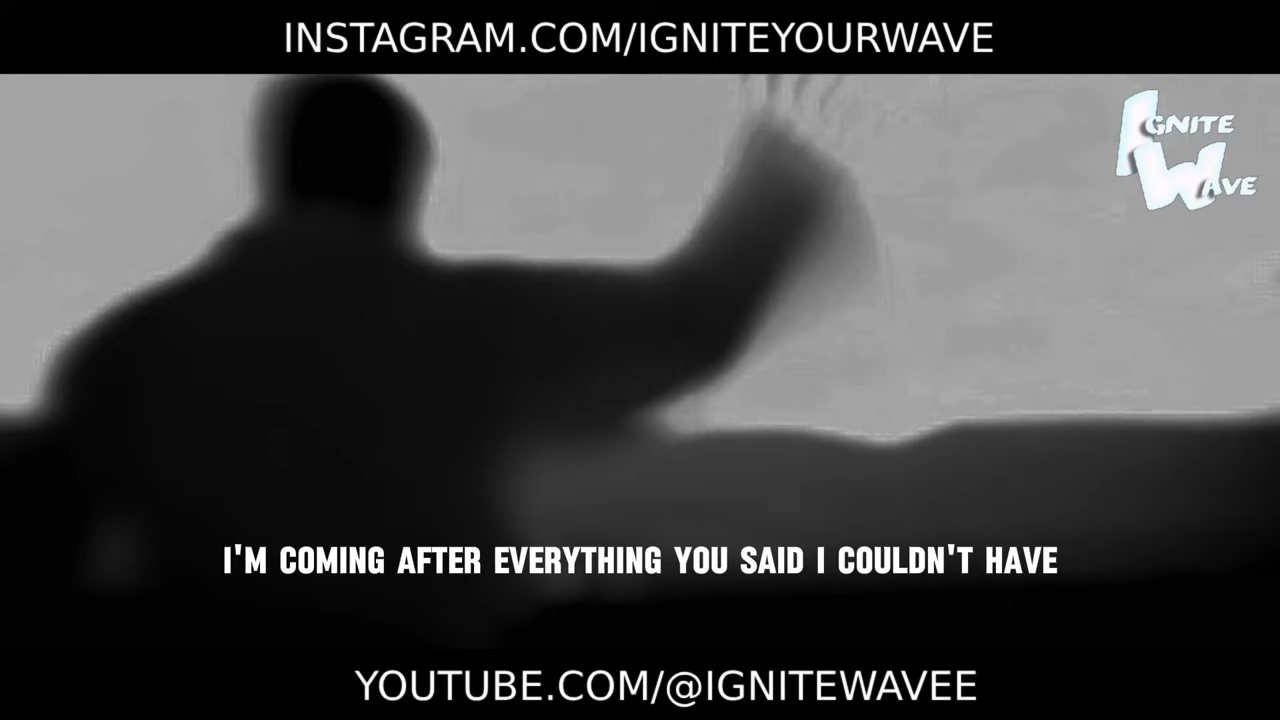 INSTAGRAM.COM/IGNITEYOURWAVE
IGNITE
WAVE
I'M COMING AFTER EVERYTHING YOU SAID I COULDN'T HAVE
YOUTUBE.COM/@IGNITEWAVEE